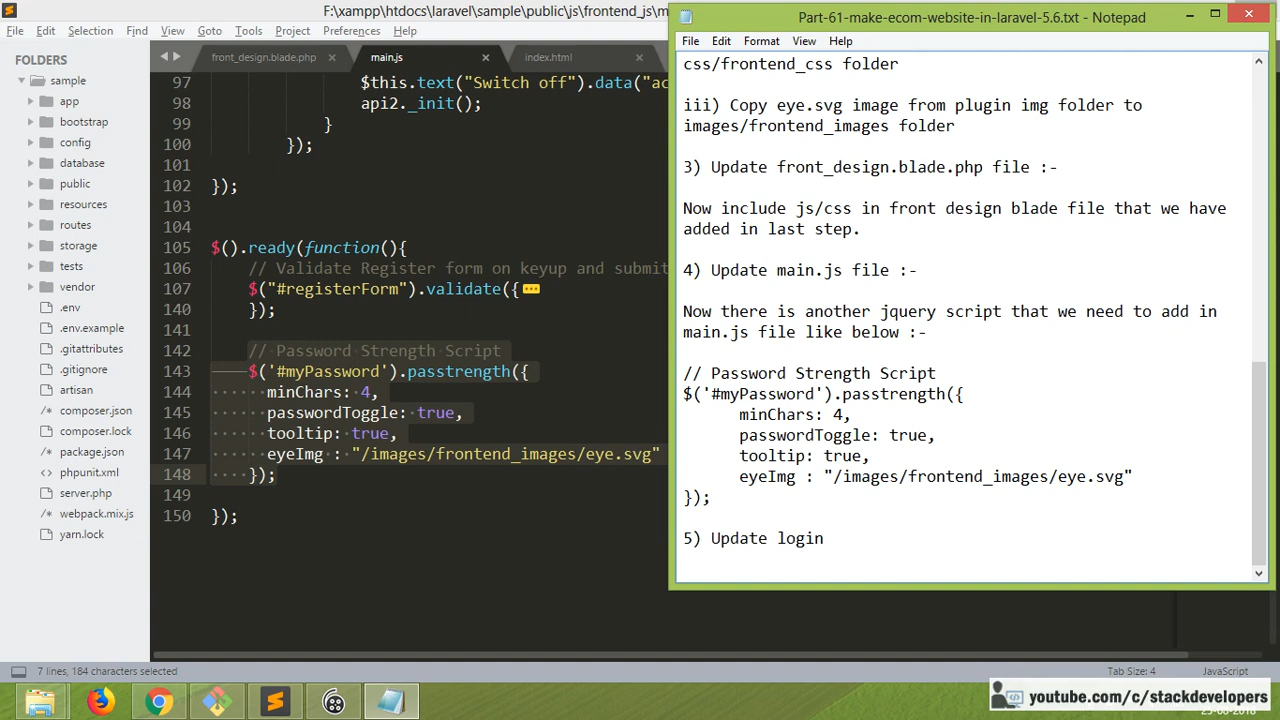 F:\xampp\htdocs\laravel\sample\public\js\frontend_js\m
File Edit Selection Find View Goto Tools Project Preferences Help
FOLDERS
sample
app
bootstrap
config
database
public
resources
routes
storage
tests
vendor
.env
.env.example
.gitattributes
.gitignore
artisan
composer.json
composer.lock
package.json
phpunit.xml
server.php
webpack.mix.js
yarn.lock
front_design.blade.php
main.js
index.html
97 $this.text("Switch off").data("ac
98 api2._init();
99 }
100 });
101
102 });
103
104
105 $().ready(function(){
106 // Validate Register form on keyup and submit
107 $("#registerForm").validate({
140 });
141
142 // Password Strength Script
143 $('#myPassword').passtrength({
144 minChars: 4,
145 passwordToggle: true,
146 tooltip: true,
147 eyeImg : "/images/frontend_images/eye.svg"
148 });
149
150 });
7 lines, 184 characters selected
Tab Size: 4
JavaScript
Part-61-make-ecom-website-in-laravel-5.6.txt - Notepad
File Edit Format View Help
css/frontend_css folder
iii) Copy eye.svg image from plugin img folder to
images/frontend_images folder
3) Update front_design.blade.php file :-
Now include js/css in front design blade file that we have
added in last step.
4) Update main.js file :-
Now there is another jquery script that we need to add in
main.js file like below :-
// Password Strength Script
$('#myPassword').passtrength({
minChars: 4,
passwordToggle: true,
tooltip: true,
eyeImg : "/images/frontend_images/eye.svg"
});
5) Update login
youtube.com/c/stackdevelopers